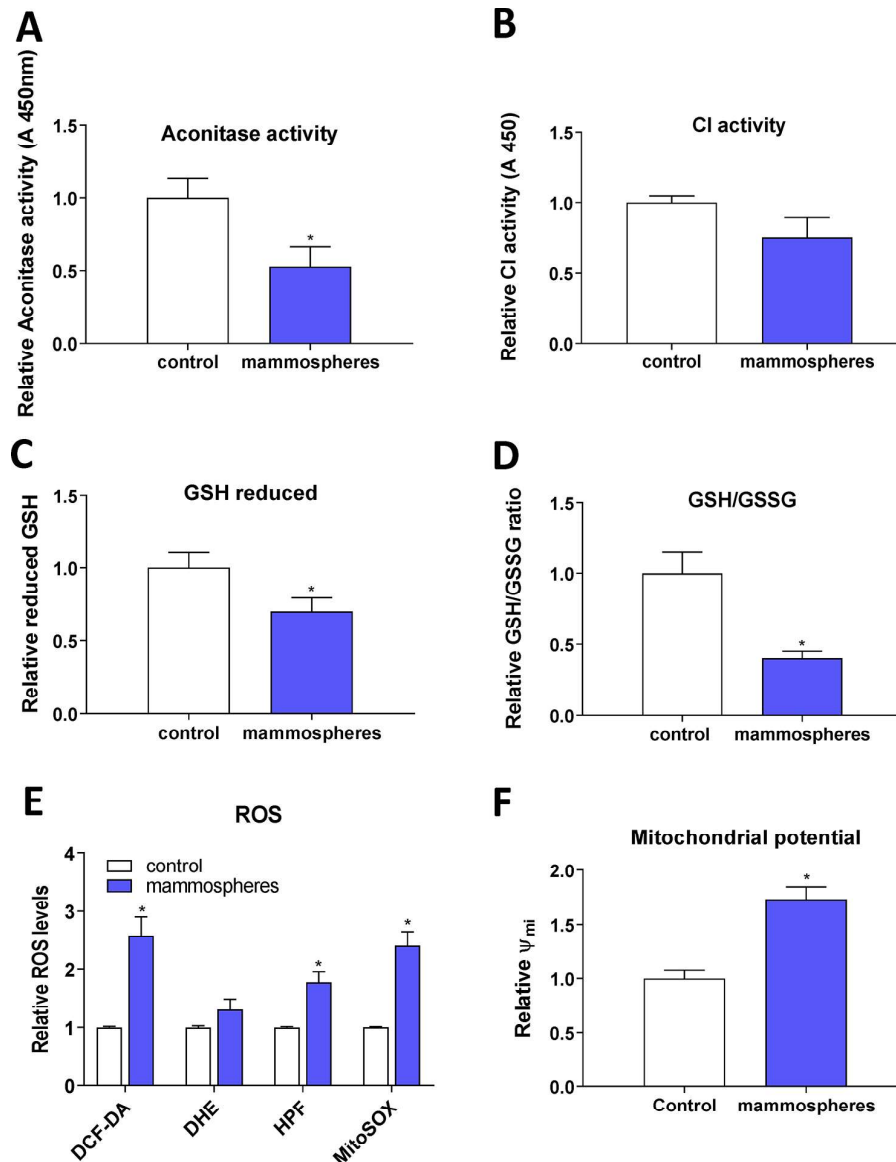 A
Aconitase activity
Relative Aconitase activity (A 450nm)
1.5
1.0
0.5
0.0
*
control
mammospheres
B
CI activity
Relative CI activity (A 450)
1.5
1.0
0.5
0.0
control
mammospheres
C
GSH reduced
Relative reduced GSH
1.5
1.0
0.5
0.0
*
control
mammospheres
D
GSH/GSSG
Relative GSH/GSSG ratio
1.5
1.0
0.5
0.0
*
control
mammospheres
E
ROS
Relative ROS levels
4
3
2
1
0
control
mammospheres
*
*
*
DCF-DA
DHE
HPF
MitoSOX
F
Mitochondrial potential
Relative ψmi
2.0
1.5
1.0
0.5
0.0
*
Control
mammospheres